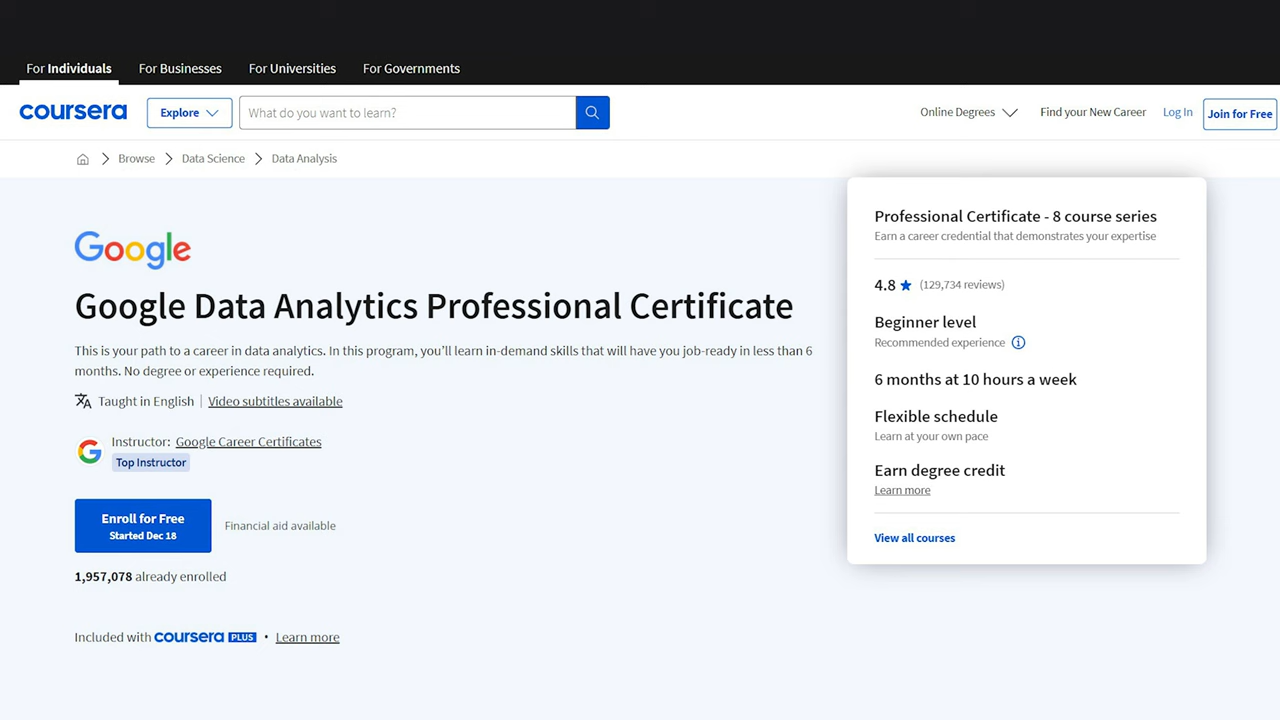 For Individuals For Businesses For Universities For Governments
coursera Explore What do you want to learn? Online Degrees Find your New Career Log In Join for Free
Browse Data Science Data Analysis
Google
Google Data Analytics Professional Certificate
This is your path to a career in data analytics. In this program, you’ll learn in-demand skills that will have you job-ready in less than 6
months. No degree or experience required.
Taught in English | Video subtitles available
G
Instructor: Google Career Certificates
Top Instructor
Enroll for Free
Started Dec 18
Financial aid available
1,957,078 already enrolled
Included with coursera PLUS • Learn more
Professional Certificate - 8 course series
Earn a career credential that demonstrates your expertise
4.8 (129,734 reviews)
Beginner level
Recommended experience
6 months at 10 hours a week
Flexible schedule
Learn at your own pace
Earn degree credit
Learn more
View all courses